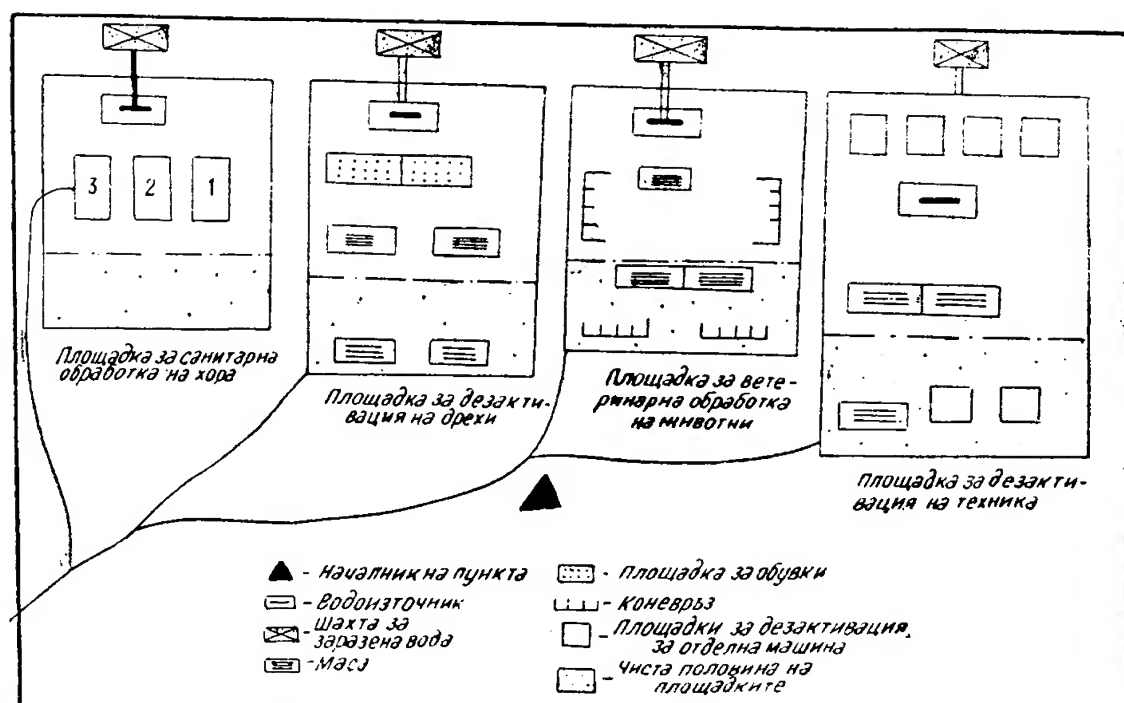 3
2
1
Площадка за санитарна
обработка на хора
Площадка за дезакти-
вация на дрехи
Площадка за вете-
ринарна обработка
на животни
Площадка за дезакти-
вация на техника
- Началник на пункта
- Водоизточник
- Шахта за
заразена вода
- Маса
- Площадка за обувки
- Коневръз
- Площадки за дезактивация
за отделна машина
- Чиста половина на
площадките